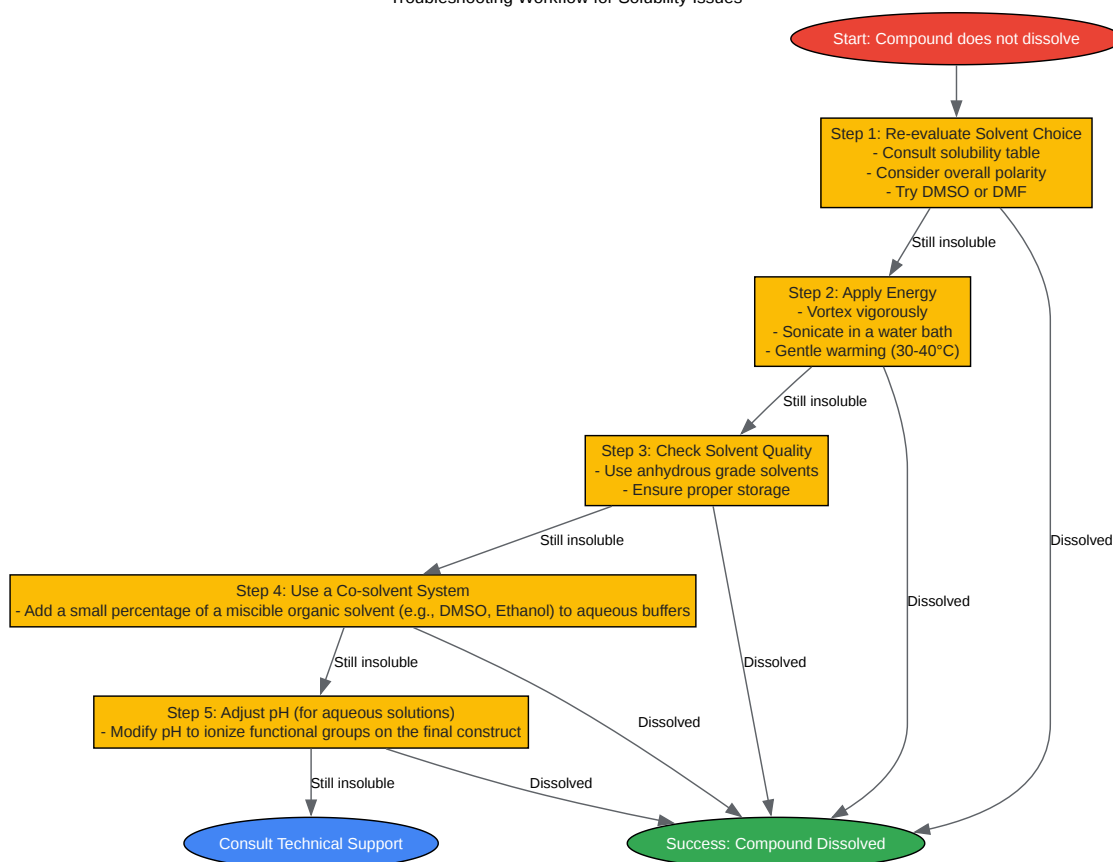 Troubleshooting Workflow for Solubility Issues
Start: Compound does not dissolve
Step 1: Re-evaluate Solvent Choice
- Consult solubility table
- Consider overall polarity
- Try DMSO or DMF
Still insoluble
Step 2: Apply Energy
- Vortex vigorously
- Sonicate in a water bath
- Gentle warming (30-40°C)
Still insoluble
Step 3: Check Solvent Quality
- Use anhydrous grade solvents
- Ensure proper storage
Still insoluble
Dissolved
Step 4: Use a Co-solvent System
- Add a small percentage of a miscible organic solvent (e.g., DMSO, Ethanol) to aqueous buffers
Dissolved
Still insoluble
Dissolved
Step 5: Adjust pH (for aqueous solutions)
- Modify pH to ionize functional groups on the final construct
Dissolved
Still insoluble
Dissolved
Consult Technical Support
Success: Compound Dissolved